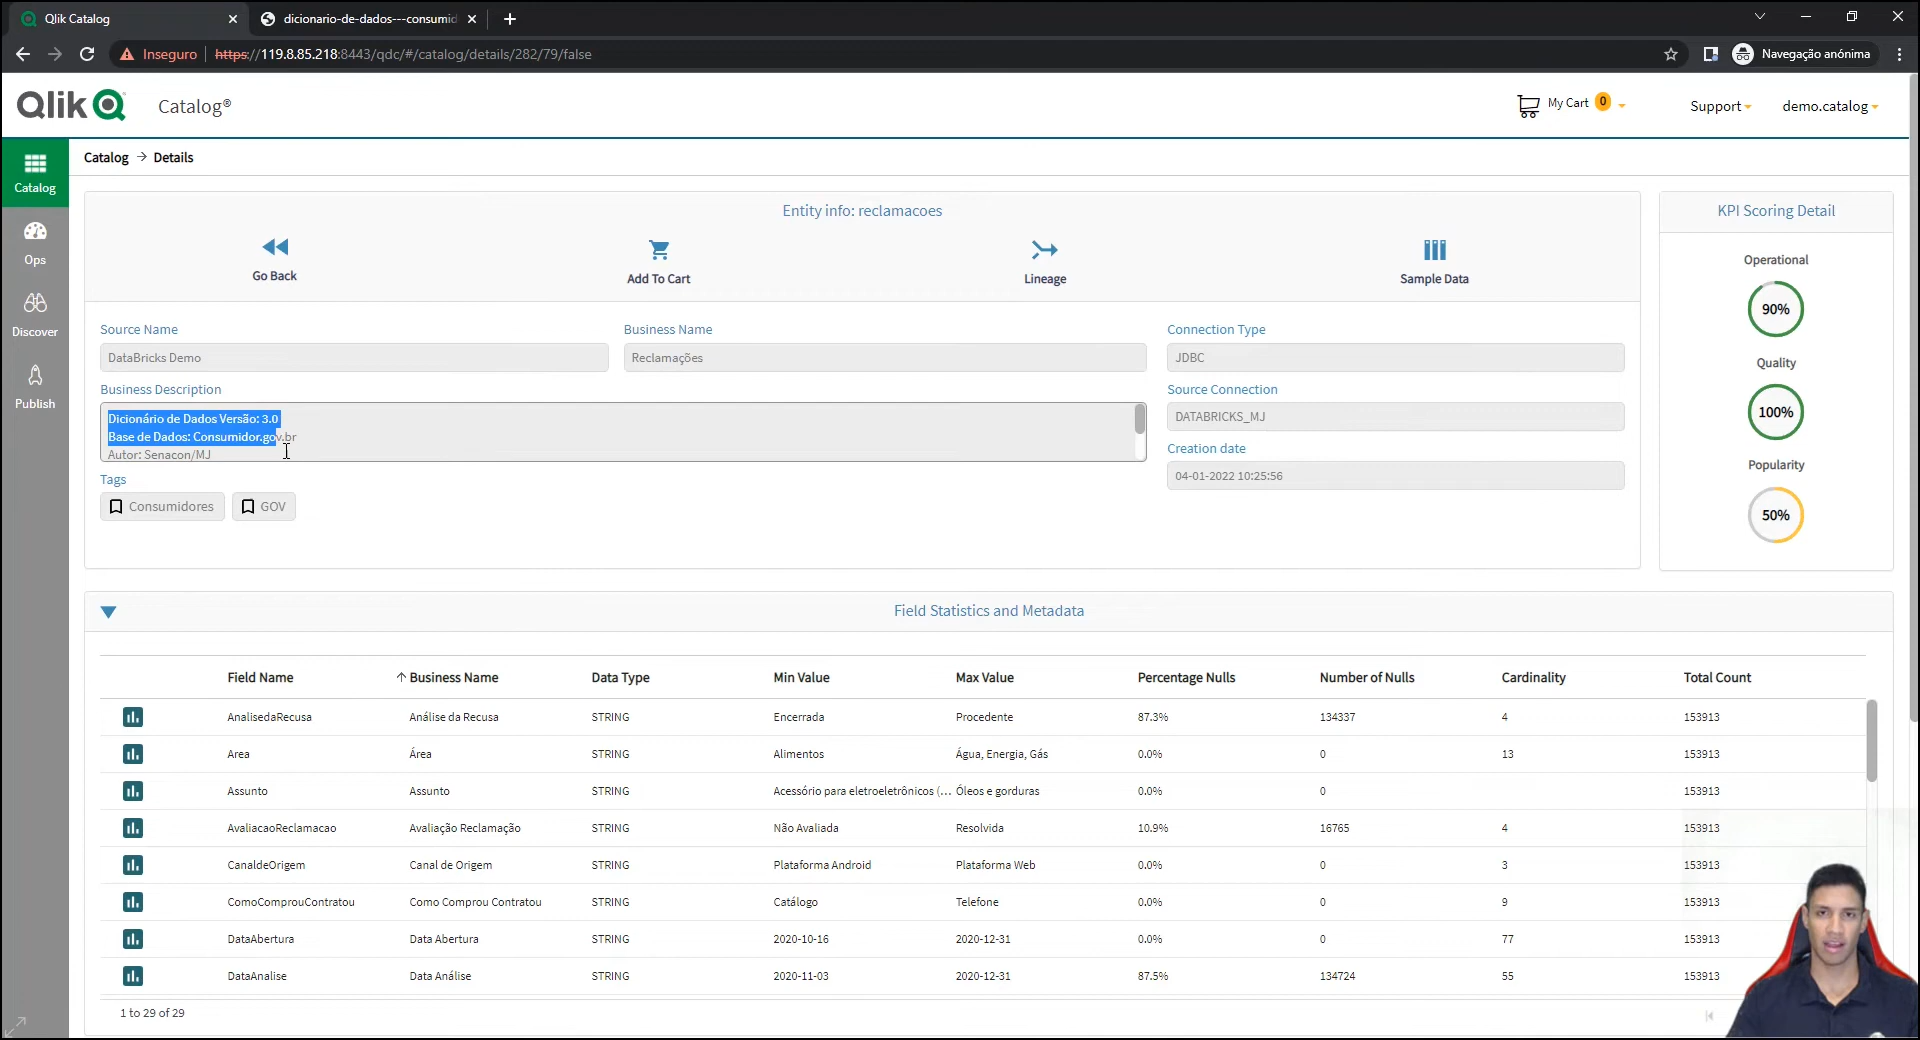 Qlik Catalog
dicionario-de-dados---consumid
Inseguro https://119.8.85.218:8443/qdc/#/catalog/details/282/79/false
Navegação anónima
Qlik Catalog®
My Cart 0
Support
demo.catalog
Catalog
Ops
Discover
Publish
Catalog → Details
Entity info: reclamacoes
Go Back
Add To Cart
Lineage
Sample Data
Source Name
DataBricks Demo
Business Name
Reclamações
Connection Type
JDBC
Business Description
Dicionário de Dados Versão: 3.0
Base de Dados: Consumidor.gov.br
Autor: Senacon/MJ
Source Connection
DATABRICKS_MJ
Creation date
04-01-2022 10:25:56
Tags
Consumidores
GOV
KPI Scoring Detail
Operational
90%
Quality
100%
Popularity
50%
Field Statistics and Metadata
Field Name Business Name Data Type Min Value Max Value Percentage Nulls Number of Nulls Cardinality Total Count
AnalisedaRecusa Análise da Recusa STRING Encerrada Procedente 87.3% 134337 4 153913
Area Área STRING Alimentos Água, Energia, Gás 0.0% 0 13 153913
Assunto Assunto STRING Acessório para eletroeletrônicos (... Óleos e gorduras 0.0% 0 153913
AvaliacaoReclamacao Avaliação Reclamação STRING Não Avaliada Resolvida 10.9% 16765 4 153913
CanaldeOrigem Canal de Origem STRING Plataforma Android Plataforma Web 0.0% 0 3 153913
ComoComprouContratou Como Comprou Contratou STRING Catálogo Telefone 0.0% 0 9 153913
DataAbertura Data Abertura STRING 2020-10-16 2020-12-31 0.0% 0 77 153913
DataAnalise Data Análise STRING 2020-11-03 2020-12-31 87.5% 134724 55 153913
1 to 29 of 29